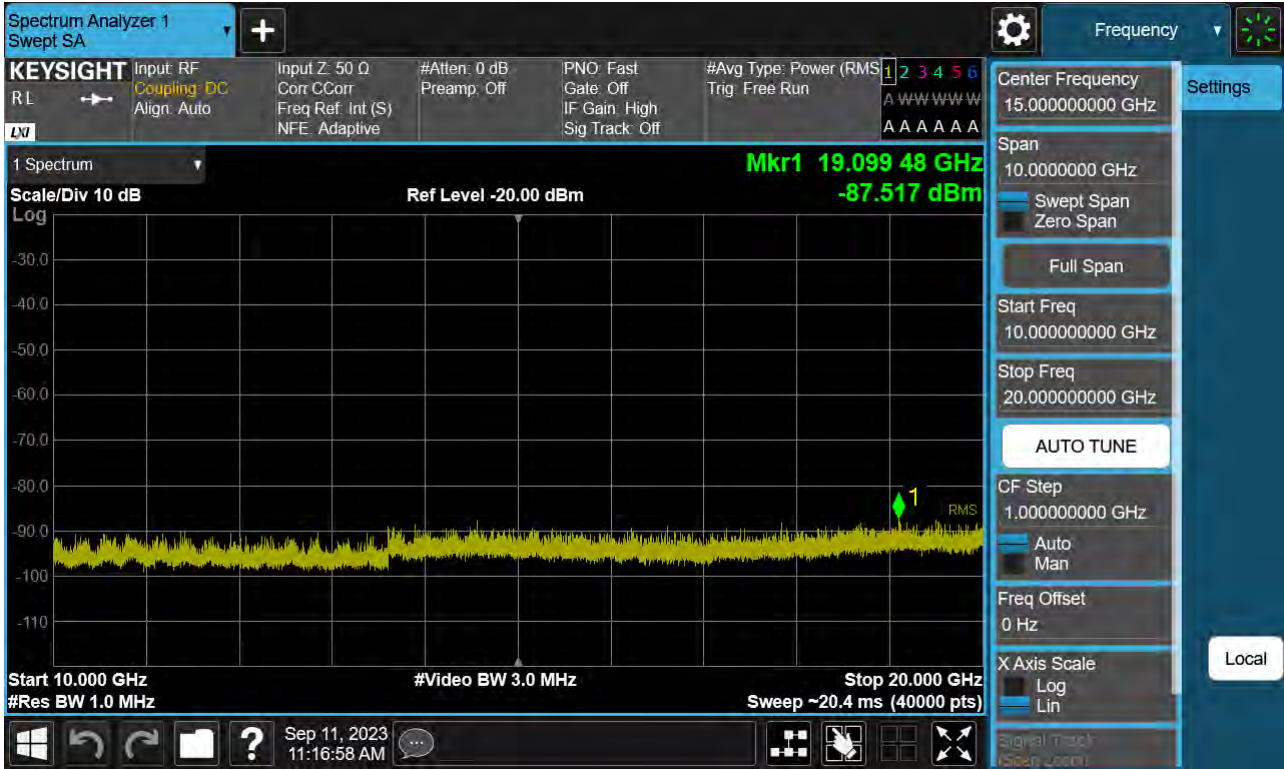 Spectrum Analyzer 1
Swept SA
+
Frequency
KEYSIGHT
RL
LXI
Input: RF
Coupling: DC
Align: Auto
Input Z: 50 Ω
Corr CCorr
Freq Ref: Int (S)
NFE: Adaptive
#Atten: 0 dB
Preamp: Off
PNO: Fast
Gate: Off
IF Gain: High
Sig Track: Off
#Avg Type: Power (RMS
Trig: Free Run
1 2 3 4 5 6
A W W W W W
A A A A A A
1 Spectrum
Scale/Div 10 dB
Ref Level -20.00 dBm
Mkr1 19.099 48 GHz
-87.517 dBm
Log
-30.0
-40.0
-50.0
-60.0
-70.0
-80.0
-90.0
-100
-110
1
RMS
Start 10.000 GHz
#Video BW 3.0 MHz
Stop 20.000 GHz
#Res BW 1.0 MHz
Sweep ~20.4 ms (40000 pts)
Center Frequency
15.000000000 GHz
Settings
Span
10.0000000 GHz
Swept Span
Zero Span
Full Span
Start Freq
10.000000000 GHz
Stop Freq
20.000000000 GHz
AUTO TUNE
CF Step
1.000000000 GHz
Auto
Man
Freq Offset
0 Hz
X Axis Scale
Log
Lin
Local
Signal Track
(Span Zoom)
?
Sep 11, 2023
11:16:58 AM